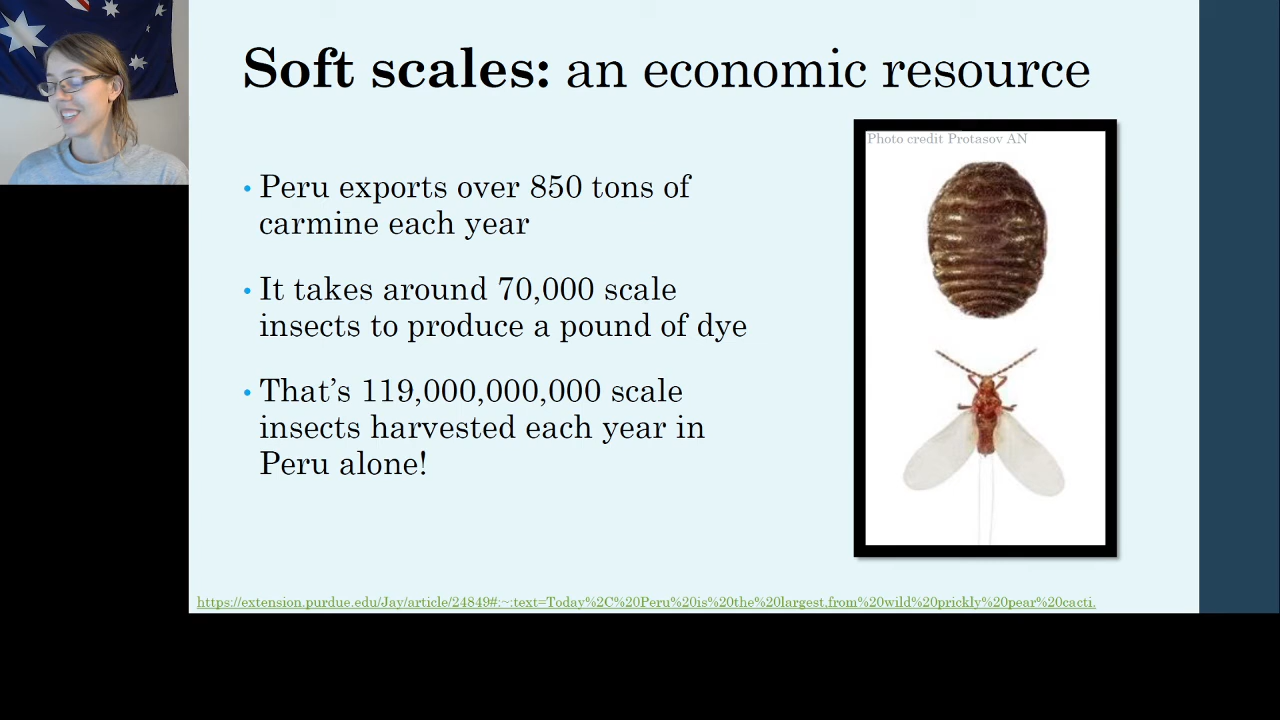 Soft scales: an economic resource
Photo credit Protasov AN
• Peru exports over 850 tons of
carmine each year
• It takes around 70,000 scale
insects to produce a pound of dye
• That’s 119,000,000,000 scale
insects harvested each year in
Peru alone!
https://extension.purdue.edu/Jay/article/24849#:~:text=Today%2C%20Peru%20is%20the%20largest,from%20wild%20prickly%20pear%20cacti.